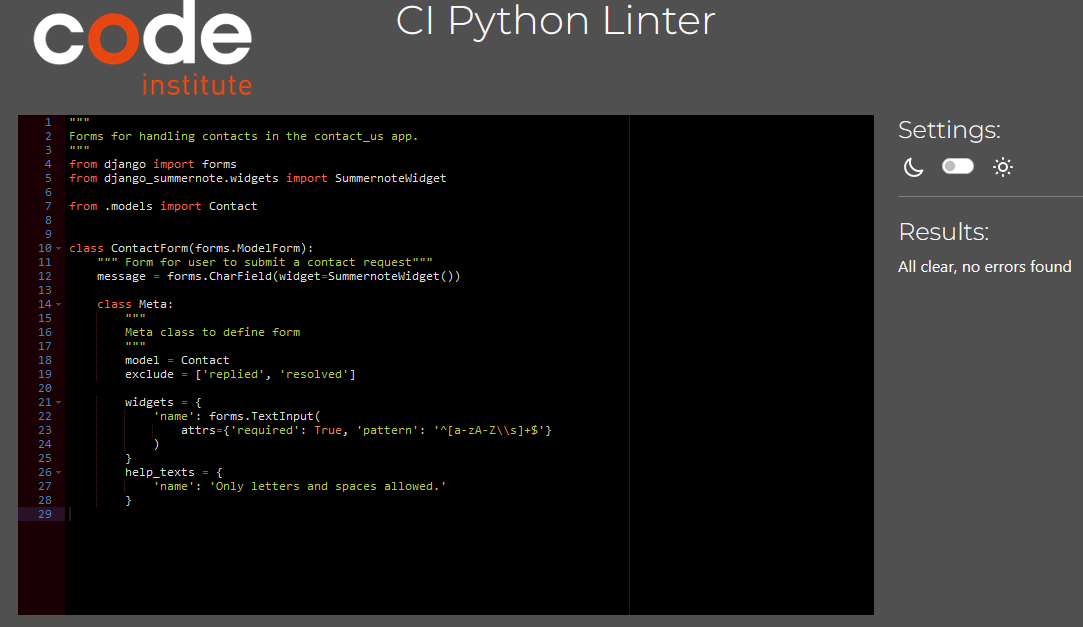 code
institute
CI Python Linter
1 """
2 Forms for handling contacts in the contact_us app.
3 """
4 from django import forms
5 from django_summernote.widgets import SummernoteWidget
6
7 from .models import Contact
8
9
10 class ContactForm(forms.ModelForm):
11     """ Form for user to submit a contact request"""
12     message = forms.CharField(widget=SummernoteWidget())
13
14     class Meta:
15         """
16         Meta class to define form
17         """
18         model = Contact
19         exclude = ['replied', 'resolved']
20
21         widgets = {
22             'name': forms.TextInput(
23                 attrs={'required': True, 'pattern': '^[a-zA-Z\\s]+$'}
24             )
25         }
26         help_texts = {
27             'name': 'Only letters and spaces allowed.'
28         }
29
Settings:
Results:
All clear, no errors found